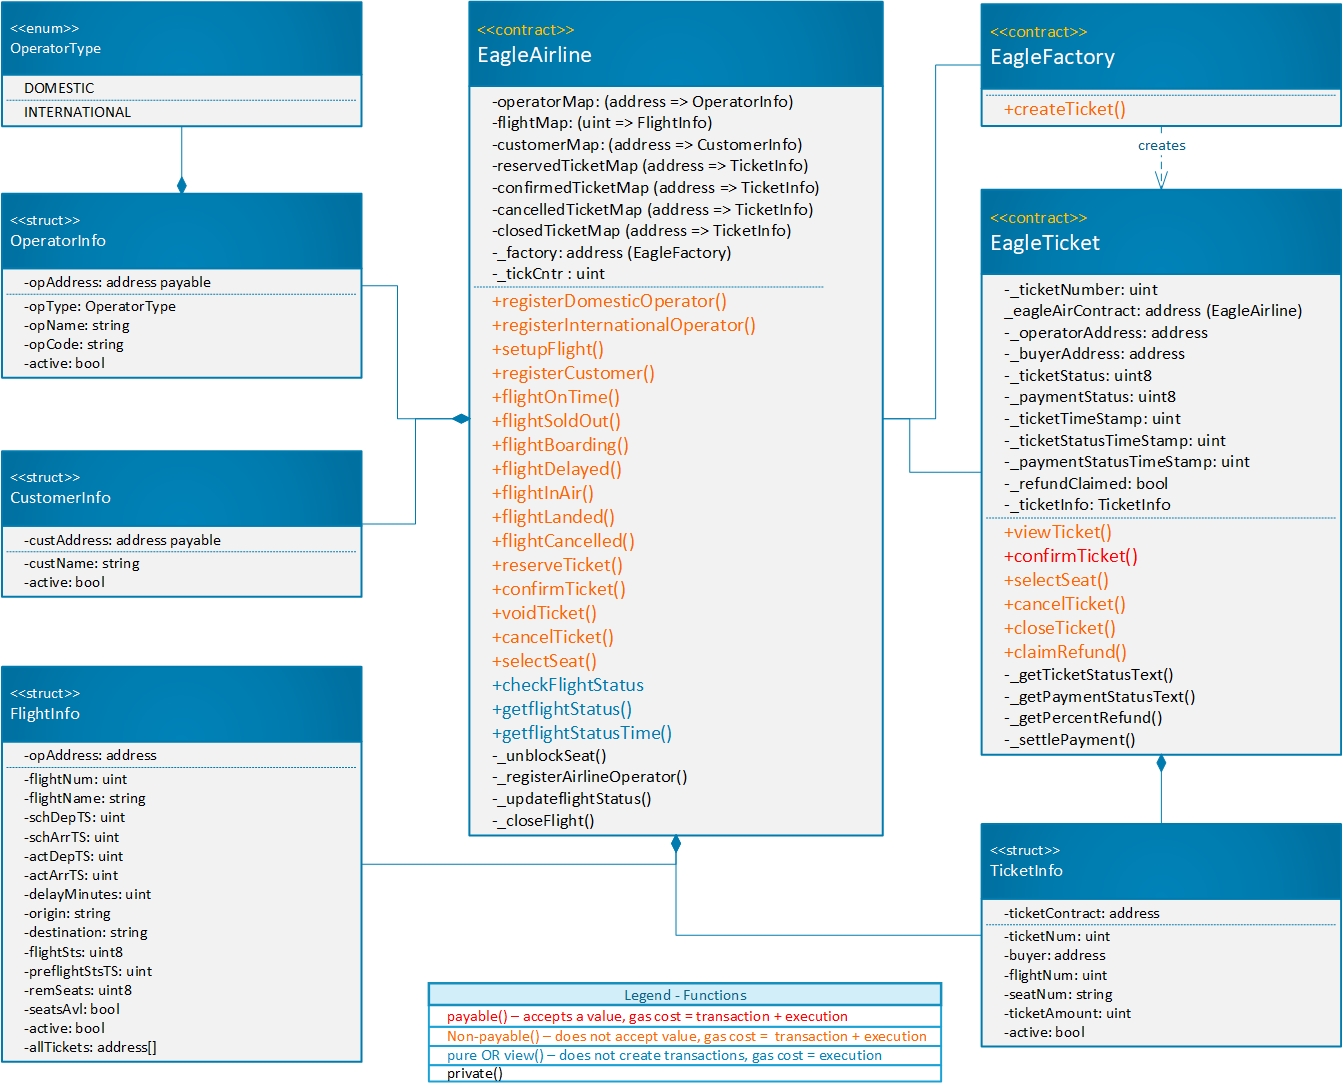 <<enum>>
OperatorType
DOMESTIC
INTERNATIONAL
<<struct>>
OperatorInfo
-opAddress: address payable
-opType: OperatorType
-opName: string
-opCode: string
-active: bool
<<struct>>
CustomerInfo
-custAddress: address payable
-custName: string
-active: bool
<<struct>>
FlightInfo
-opAddress: address
-flightNum: uint
-flightName: string
-schDepTS: uint
-schArrTS: uint
-actDepTS: uint
-actArrTS: uint
-delayMinutes: uint
-origin: string
-destination: string
-flightSts: uint8
-preflightStsTS: uint
-remSeats: uint8
-seatsAvl: bool
-active: bool
-allTickets: address[]
<<contract>>
EagleAirline
-operatorMap: (address => OperatorInfo)
-flightMap: (uint => FlightInfo)
-customerMap: (address => CustomerInfo)
-reservedTicketMap (address => TicketInfo)
-confirmedTicketMap (address => TicketInfo)
-cancelledTicketMap (address => TicketInfo)
-closedTicketMap (address => TicketInfo)
-_factory: address (EagleFactory)
-_tickCntr : uint
+registerDomesticOperator()
+registerInternationalOperator()
+setupFlight()
+registerCustomer()
+flightOnTime()
+flightSoldOut()
+flightBoarding()
+flightDelayed()
+flightInAir()
+flightLanded()
+flightCancelled()
+reserveTicket()
+confirmTicket()
+voidTicket()
+cancelTicket()
+selectSeat()
+checkFlightStatus
+getflightStatus()
+getflightStatusTime()
-_unblockSeat()
-_registerAirlineOperator()
-_updateflightStatus()
-_closeFlight()
<<contract>>
EagleFactory
+createTicket()
creates
<<contract>>
EagleTicket
-_ticketNumber: uint
_eagleAirContract: address (EagleAirline)
-_operatorAddress: address
-_buyerAddress: address
-_ticketStatus: uint8
-_paymentStatus: uint8
-_ticketTimeStamp: uint
-_ticketStatusTimeStamp: uint
-_paymentStatusTimeStamp: uint
-_refundClaimed: bool
-_ticketInfo: TicketInfo
+viewTicket()
+confirmTicket()
+selectSeat()
+cancelTicket()
+closeTicket()
+claimRefund()
-_getTicketStatusText()
-_getPaymentStatusText()
-_getPercentRefund()
-_settlePayment()
<<struct>>
TicketInfo
-ticketContract: address
-ticketNum: uint
-buyer: address
-flightNum: uint
-seatNum: string
-ticketAmount: uint
-active: bool
Legend - Functions
payable() – accepts a value, gas cost = transaction + execution
Non-payable() – does not accept value, gas cost = transaction + execution
pure OR view() – does not create transactions, gas cost = execution
private()